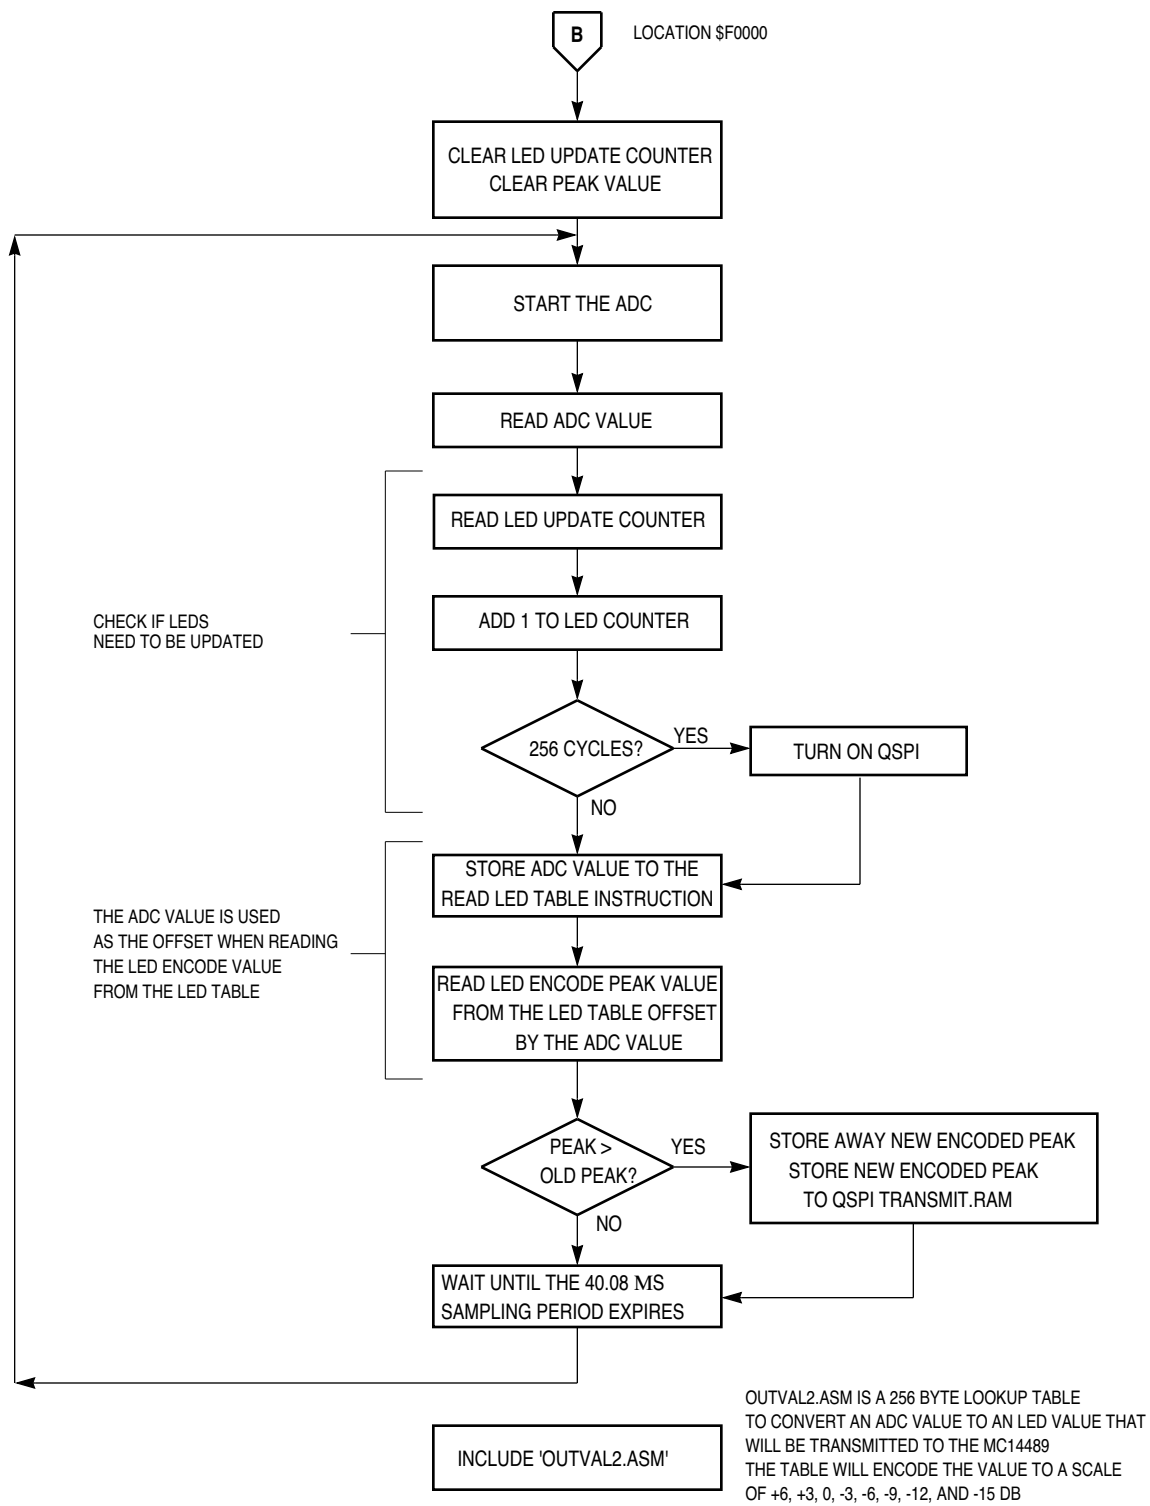 B
LOCATION $F0000
CLEAR LED UPDATE COUNTER
CLEAR PEAK VALUE
START THE ADC
READ ADC VALUE
READ LED UPDATE COUNTER
ADD 1 TO LED COUNTER
CHECK IF LEDS
NEED TO BE UPDATED
256 CYCLES?
YES
TURN ON QSPI
NO
STORE ADC VALUE TO THE
READ LED TABLE INSTRUCTION
THE ADC VALUE IS USED
AS THE OFFSET WHEN READING
THE LED ENCODE VALUE
FROM THE LED TABLE
READ LED ENCODE PEAK VALUE
FROM THE LED TABLE OFFSET
BY THE ADC VALUE
PEAK >
OLD PEAK?
YES
STORE AWAY NEW ENCODED PEAK
STORE NEW ENCODED PEAK
TO QSPI TRANSMIT.RAM
NO
WAIT UNTIL THE 40.08 MS
SAMPLING PERIOD EXPIRES
INCLUDE 'OUTVAL2.ASM'
OUTVAL2.ASM IS A 256 BYTE LOOKUP TABLE
TO CONVERT AN ADC VALUE TO AN LED VALUE THAT
WILL BE TRANSMITTED TO THE MC14489
THE TABLE WILL ENCODE THE VALUE TO A SCALE
OF +6, +3, 0, -3, -6, -9, -12, AND -15 DB